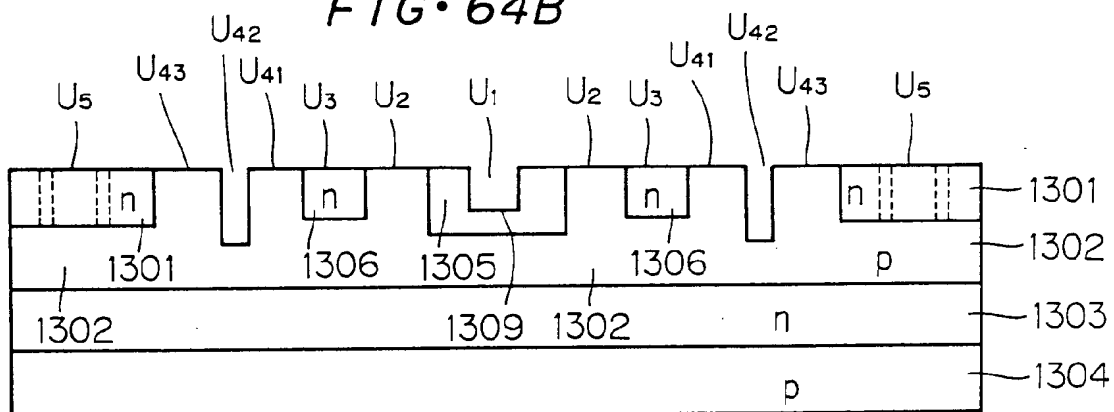 FIG. 64B
U42 U42
U43 U41 U41 U43
U5 U3 U2 U1 U2 U3 U5
n n n n 1301
1301 1306 1305 1306 p 1302
1302 1309 1302 n 1303
p 1304